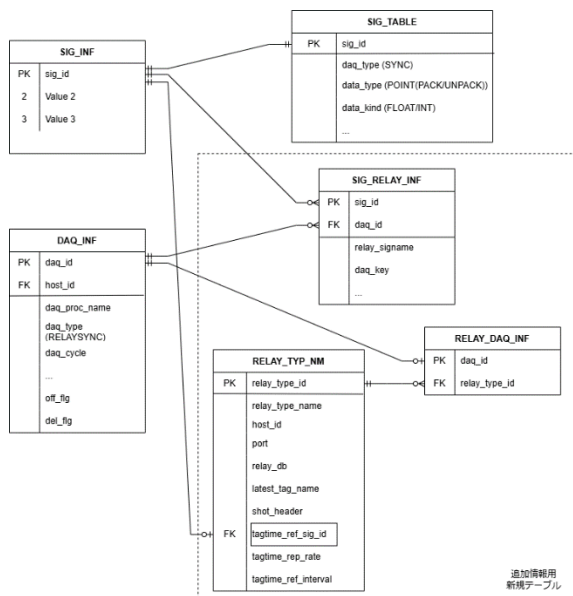 SIG_INF
PK sig_id
2 Value 2
3 Value 3
SIG_TABLE
PK sig_id
daq_type (SYNC)
data_type (POINT(PACK/UNPACK))
data_kind (FLOAT/INT)
...
SIG_RELAY_INF
PK sig_id
FK daq_id
relay_signame
daq_key
...
DAQ_INF
PK daq_id
FK host_id
daq_proc_name
daq_type
(RELAYSYNC)
daq_cycle
...
off_flg
del_flg
RELAY_DAQ_INF
PK daq_id
FK relay_type_id
RELAY_TYP_NM
PK relay_type_id
relay_type_name
host_id
port
relay_db
latest_tag_name
shot_header
FK tagtime_ref_sig_id
tagtime_rep_rate
tagtime_ref_interval
追加情報用
新規テーブル